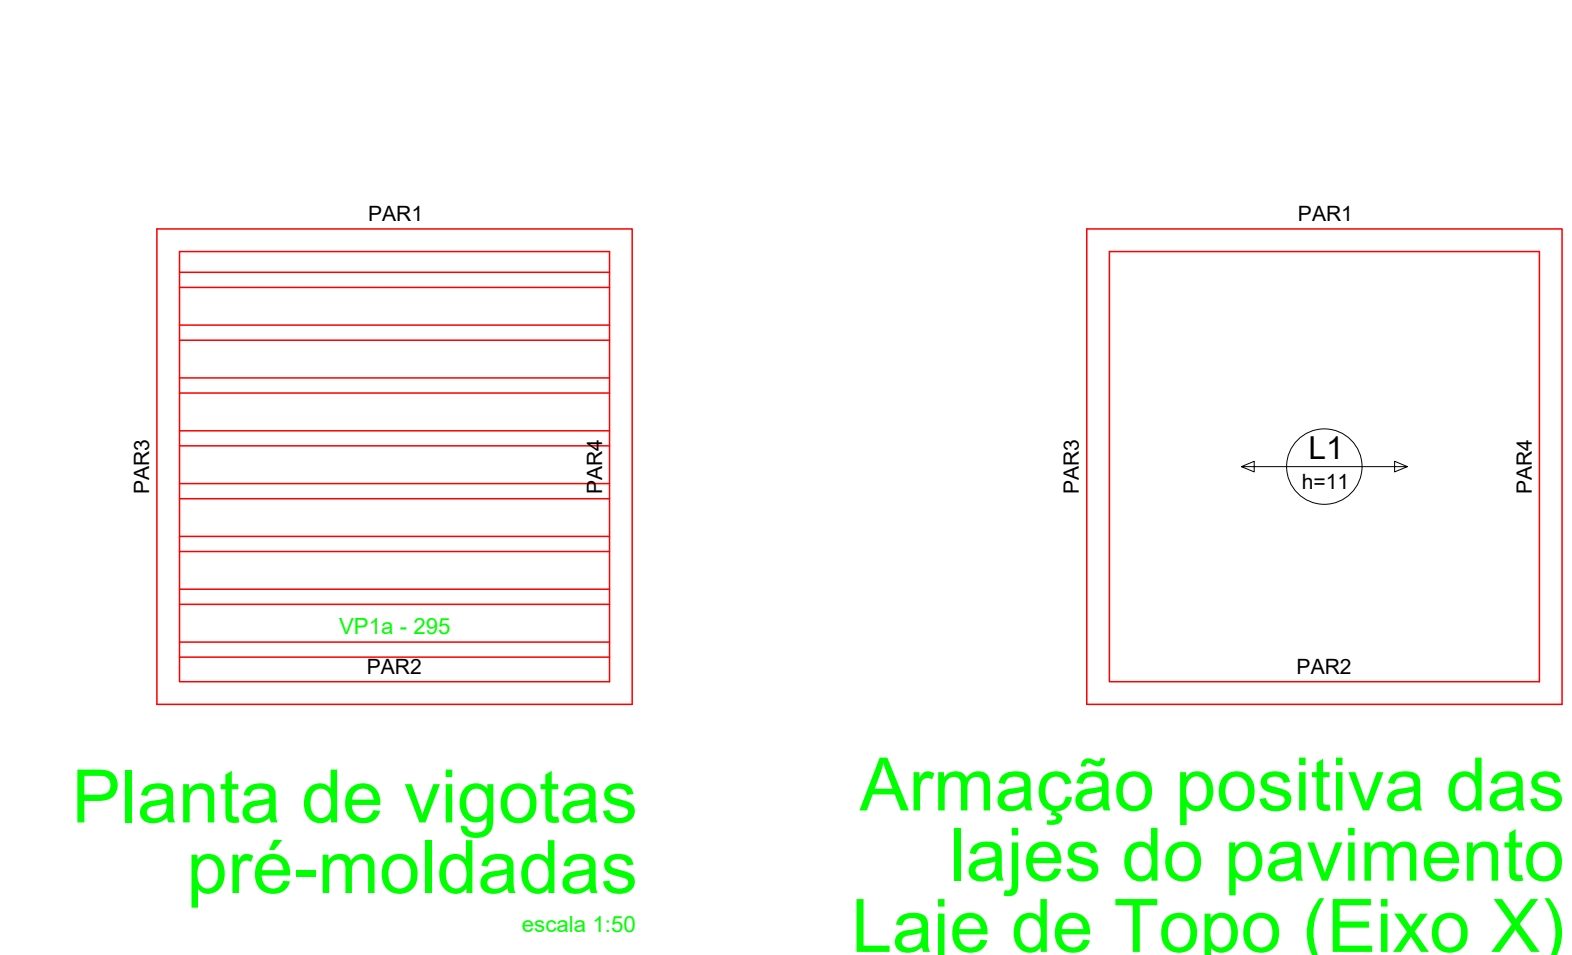 PAR1
PAR3
PAR4
VP1a - 295
PAR2
Planta de vigotas
pré-moldadas
escala 1:50
PAR1
PAR3
L1
h=11
PAR4
PAR2
Armação positiva das
lajes do pavimento
Laje de Topo (Eixo X)